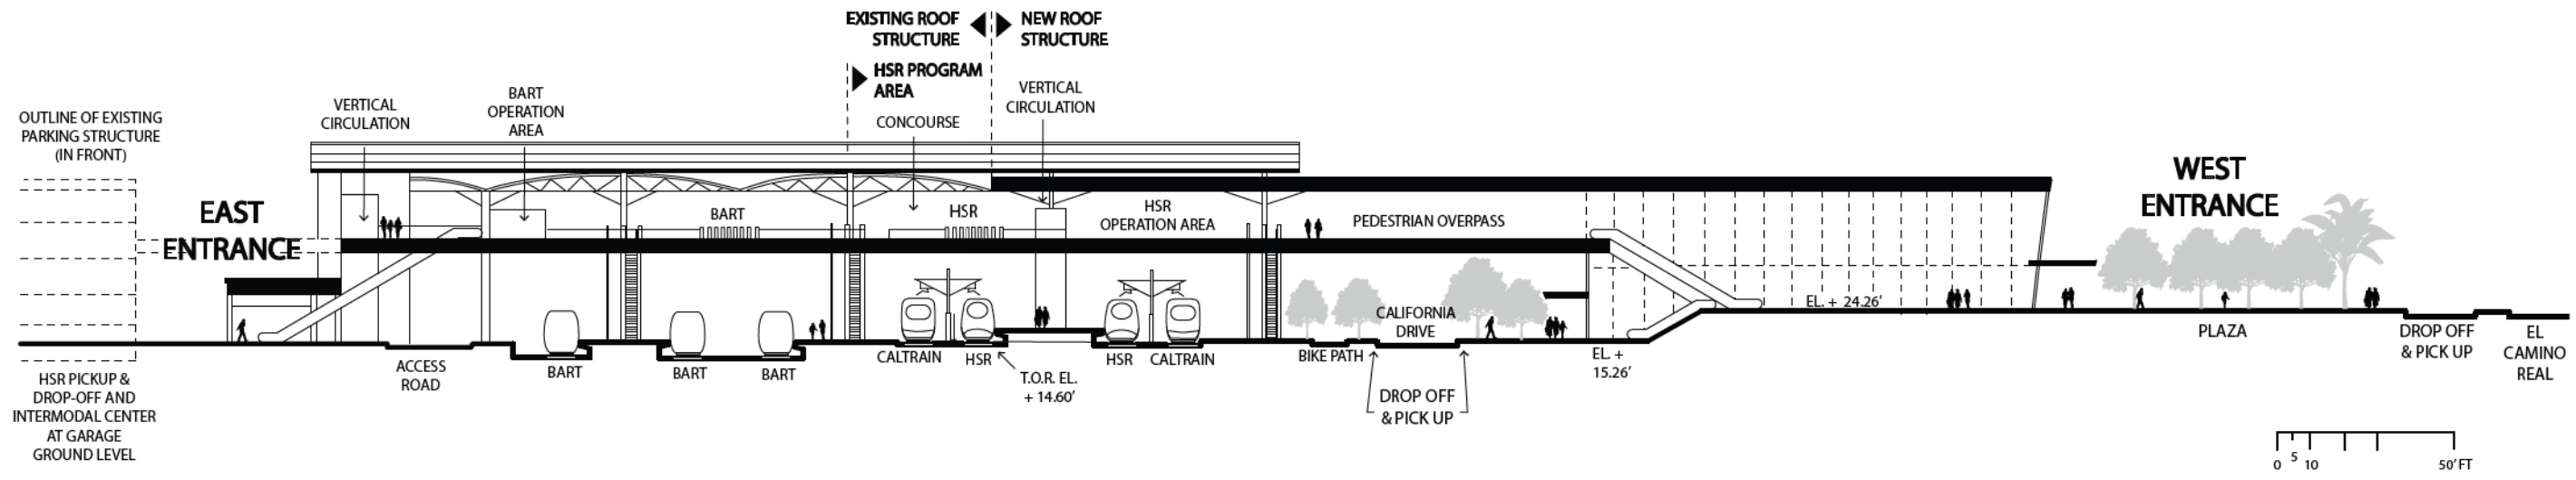 EXISTING ROOF
STRUCTURE
NEW ROOF
STRUCTURE
HSR PROGRAM
AREA
OUTLINE OF EXISTING
PARKING STRUCTURE
(IN FRONT)
VERTICAL
CIRCULATION
BART
OPERATION
AREA
CONCOURSE
VERTICAL
CIRCULATION
EAST
ENTRANCE
BART
HSR
HSR
OPERATION AREA
PEDESTRIAN OVERPASS
WEST
ENTRANCE
CALIFORNIA
DRIVE
EL. + 24.26'
HSR PICKUP &
DROP-OFF AND
INTERMODAL CENTER
AT GARAGE
GROUND LEVEL
ACCESS
ROAD
BART
BART
BART
CALTRAIN
HSR
T.O.R. EL.
+ 14.60'
HSR
CALTRAIN
BIKE PATH
DROP OFF
& PICK UP
EL. +
15.26'
PLAZA
DROP OFF
& PICK UP
EL
CAMINO
REAL
0 5 10 50' FT